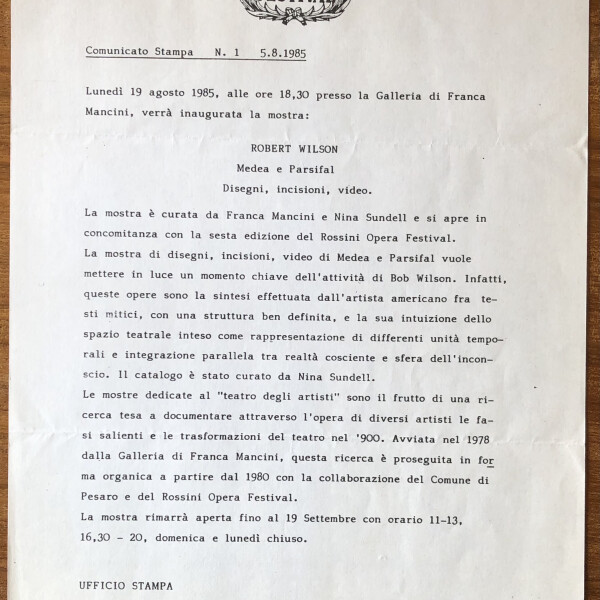 Comunicato Stampa N. 1 5.8.1985
Lunedì 19 agosto 1985, alle ore 18,30 presso la Galleria di Franca
Mancini, verrà inaugurata la mostra:
ROBERT WILSON
Medea e Parsifal
Disegni, incisioni, video.
La mostra è curata da Franca Mancini e Nina Sundell e si apre in
concomitanza con la sesta edizione del Rossini Opera Festival.
La mostra di disegni, incisioni, video di Medea e Parsifal vuole
mettere in luce un momento chiave dell'attività di Bob Wilson. Infatti,
queste opere sono la sintesi effettuata dall'artista americano fra te-
sti mitici, con una struttura ben definita, e la sua intuizione dello
spazio teatrale inteso come rappresentazione di differenti unità tempo-
rali e integrazione parallela tra realtà cosciente e sfera dell'incon-
scio. Il catalogo è stato curato da Nina Sundell.
Le mostre dedicate al "teatro degli artisti" sono il frutto di una ri-
cerca tesa a documentare attraverso l'opera di diversi artisti le fa-
si salienti e le trasformazioni del teatro nel '900. Avviata nel 1978
dalla Galleria di Franca Mancini, questa ricerca è proseguita in for
ma organica a partire dal 1980 con la collaborazione del Comune di
Pesaro e del Rossini Opera Festival.
La mostra rimarrà aperta fino al 19 Settembre con orario 11-13,
16,30 - 20, domenica e lunedì chiuso.
UFFICIO STAMPA